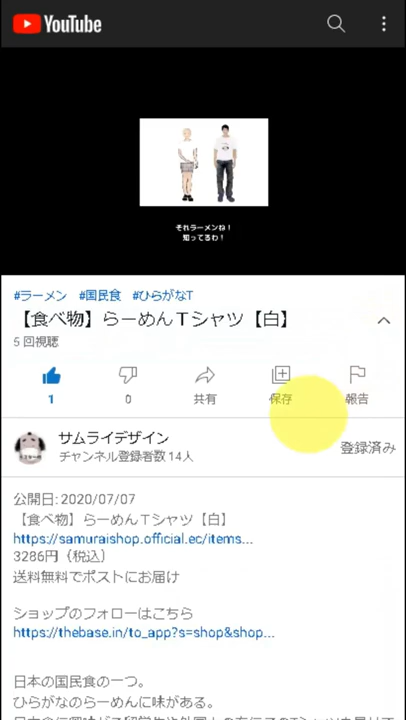 YouTube
それラーメンね！
知ってるわ！
#ラーメン #国民食 #ひらがなT
【食べ物】らーめんＴシャツ【白】
5 回視聴
1
0
共有
保存
報告
サムライデザイン
チャンネル登録者数 14人
登録済み
公開日: 2020/07/07
【食べ物】らーめんＴシャツ【白】
https://samuraishop.official.ec/items...
3286円（税込）
送料無料でポストにお届け
ショップのフォローはこちら
https://thebase.in/to_app?s=shop&shop...
日本の国民食の一つ。
ひらがなのらーめんに味がある。